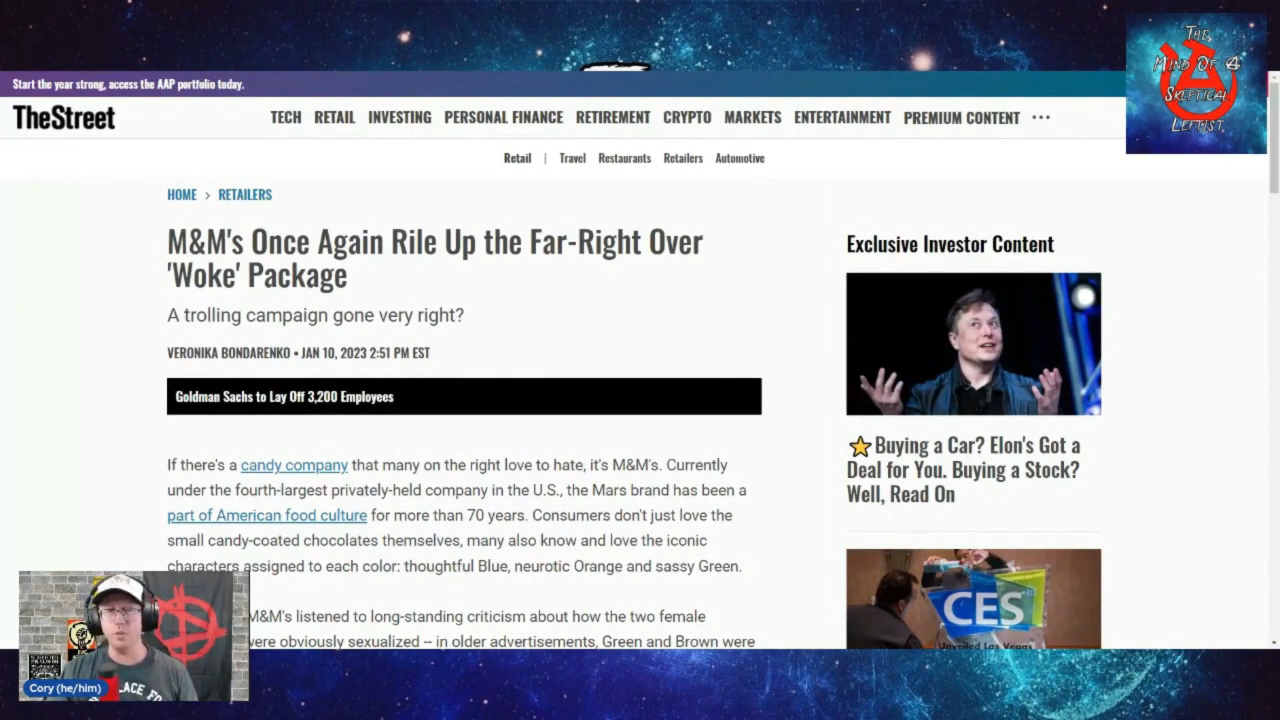 Start the year strong, access the AAP portfolio today.
THE
MIND OF A
SKEPTICAL
LEFTIST
TheStreet
TECH RETAIL INVESTING PERSONAL FINANCE RETIREMENT CRYPTO MARKETS ENTERTAINMENT PREMIUM CONTENT ...
Retail | Travel Restaurants Retailers Automotive
HOME > RETAILERS
M&M's Once Again Rile Up the Far-Right Over
'Woke' Package
A trolling campaign gone very right?
VERONIKA BONDARENKO • JAN 10, 2023 2:51 PM EST
Goldman Sachs to Lay Off 3,200 Employees
If there's a candy company that many on the right love to hate, it's M&M's. Currently
under the fourth-largest privately-held company in the U.S., the Mars brand has been a
part of American food culture for more than 70 years. Consumers don't just love the
small candy-coated chocolates themselves, many also know and love the iconic
characters assigned to each color: thoughtful Blue, neurotic Orange and sassy Green.
M&M's listened to long-standing criticism about how the two female
were obviously sexualized -- in older advertisements, Green and Brown were
Exclusive Investor Content
⭐Buying a Car? Elon's Got a
Deal for You. Buying a Stock?
Well, Read On
CES
Unveiled Las Vegas
Cory (he/him)
LACE FO